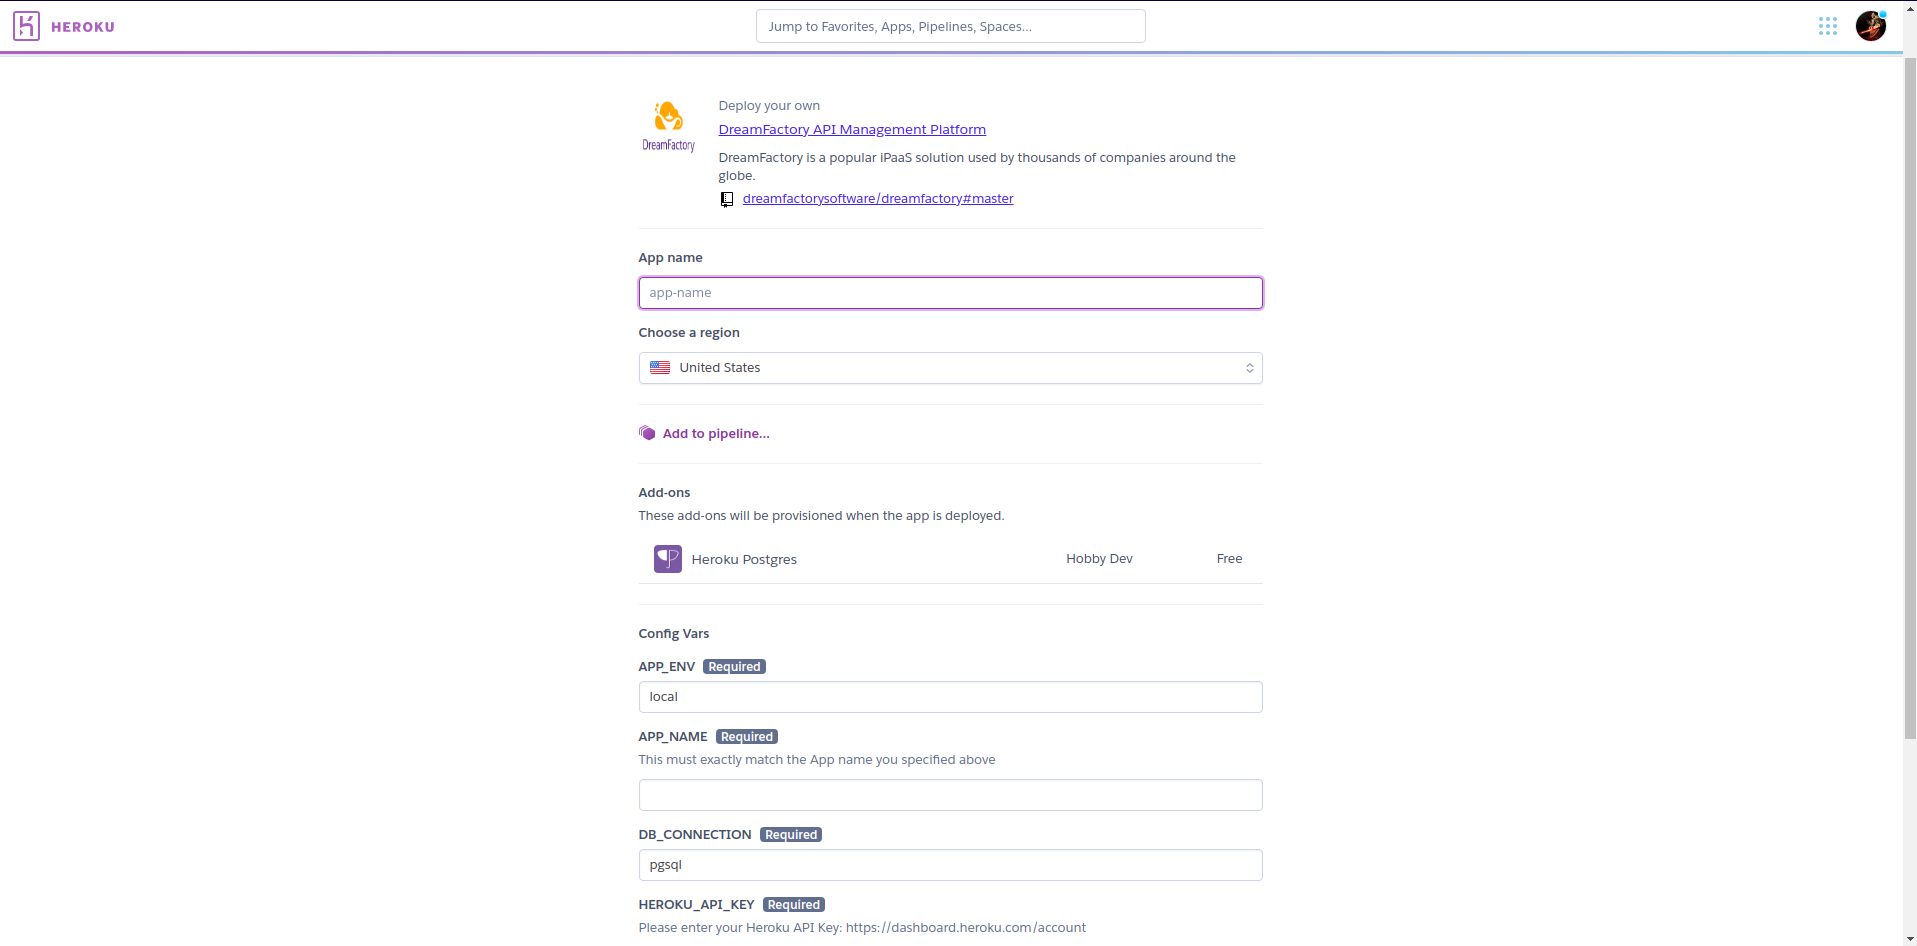 HEROKU
Jump to Favorites, Apps, Pipelines, Spaces...
DreamFactory
Deploy your own
DreamFactory API Management Platform
DreamFactory is a popular iPaaS solution used by thousands of companies around the
globe.
dreamfactorysoftware/dreamfactory#master
App name
app-name
Choose a region
United States
Add to pipeline...
Add-ons
These add-ons will be provisioned when the app is deployed.
Heroku Postgres Hobby Dev Free
Config Vars
APP_ENV Required
local
APP_NAME Required
This must exactly match the App name you specified above
DB_CONNECTION Required
pgsql
HEROKU_API_KEY Required
Please enter your Heroku API Key: https://dashboard.heroku.com/account